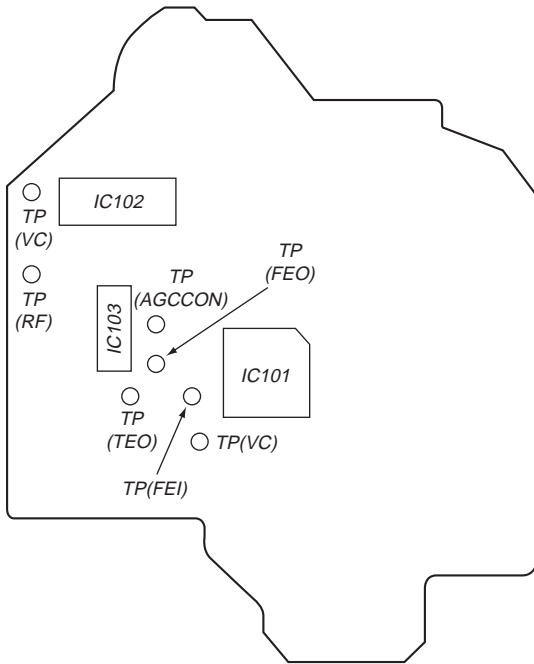 IC102
TP
(VC)
TP
(FEO)
TP
(AGCCON)
TP
(RF)
IC103
IC101
TP
(TEO)
TP(VC)
TP(FEI)